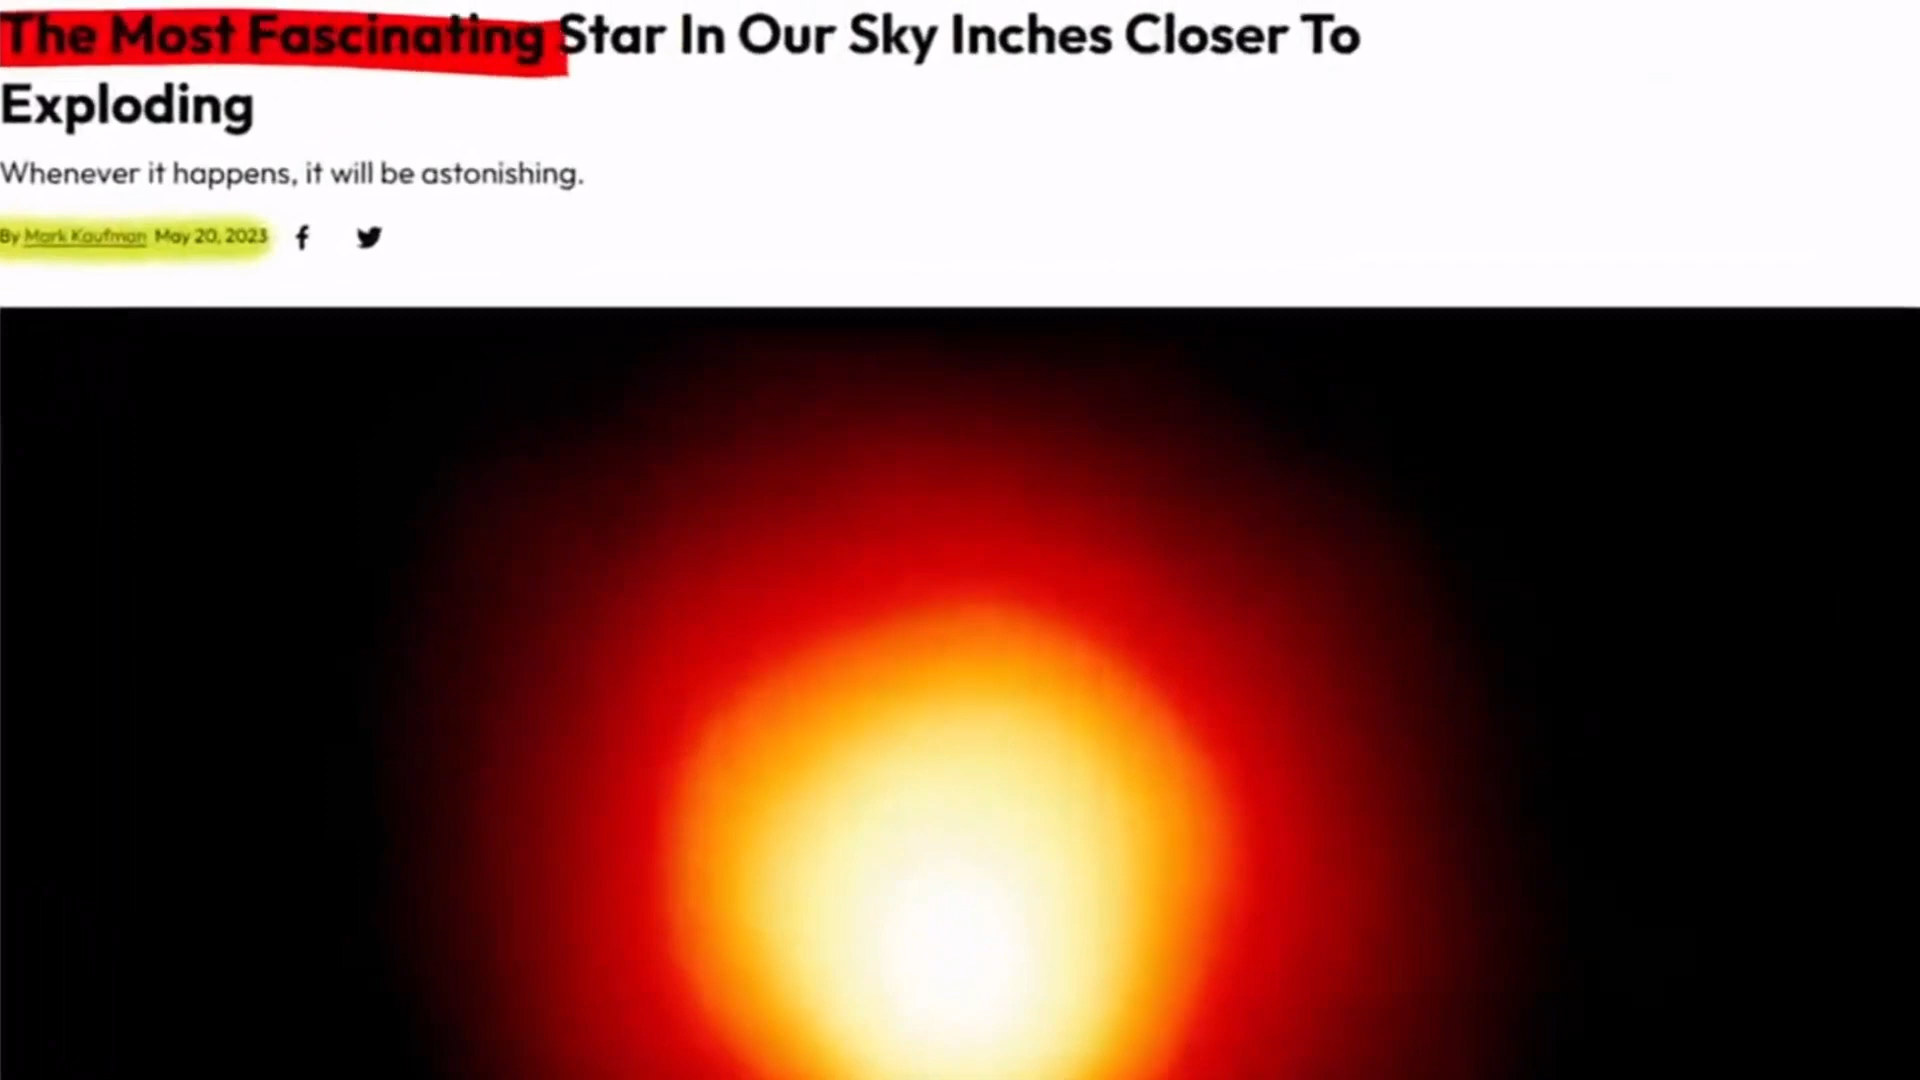 The Most Fascinating Star In Our Sky Inches Closer To
Exploding
Whenever it happens, it will be astonishing.
By Mark Kaufman May 20, 2023